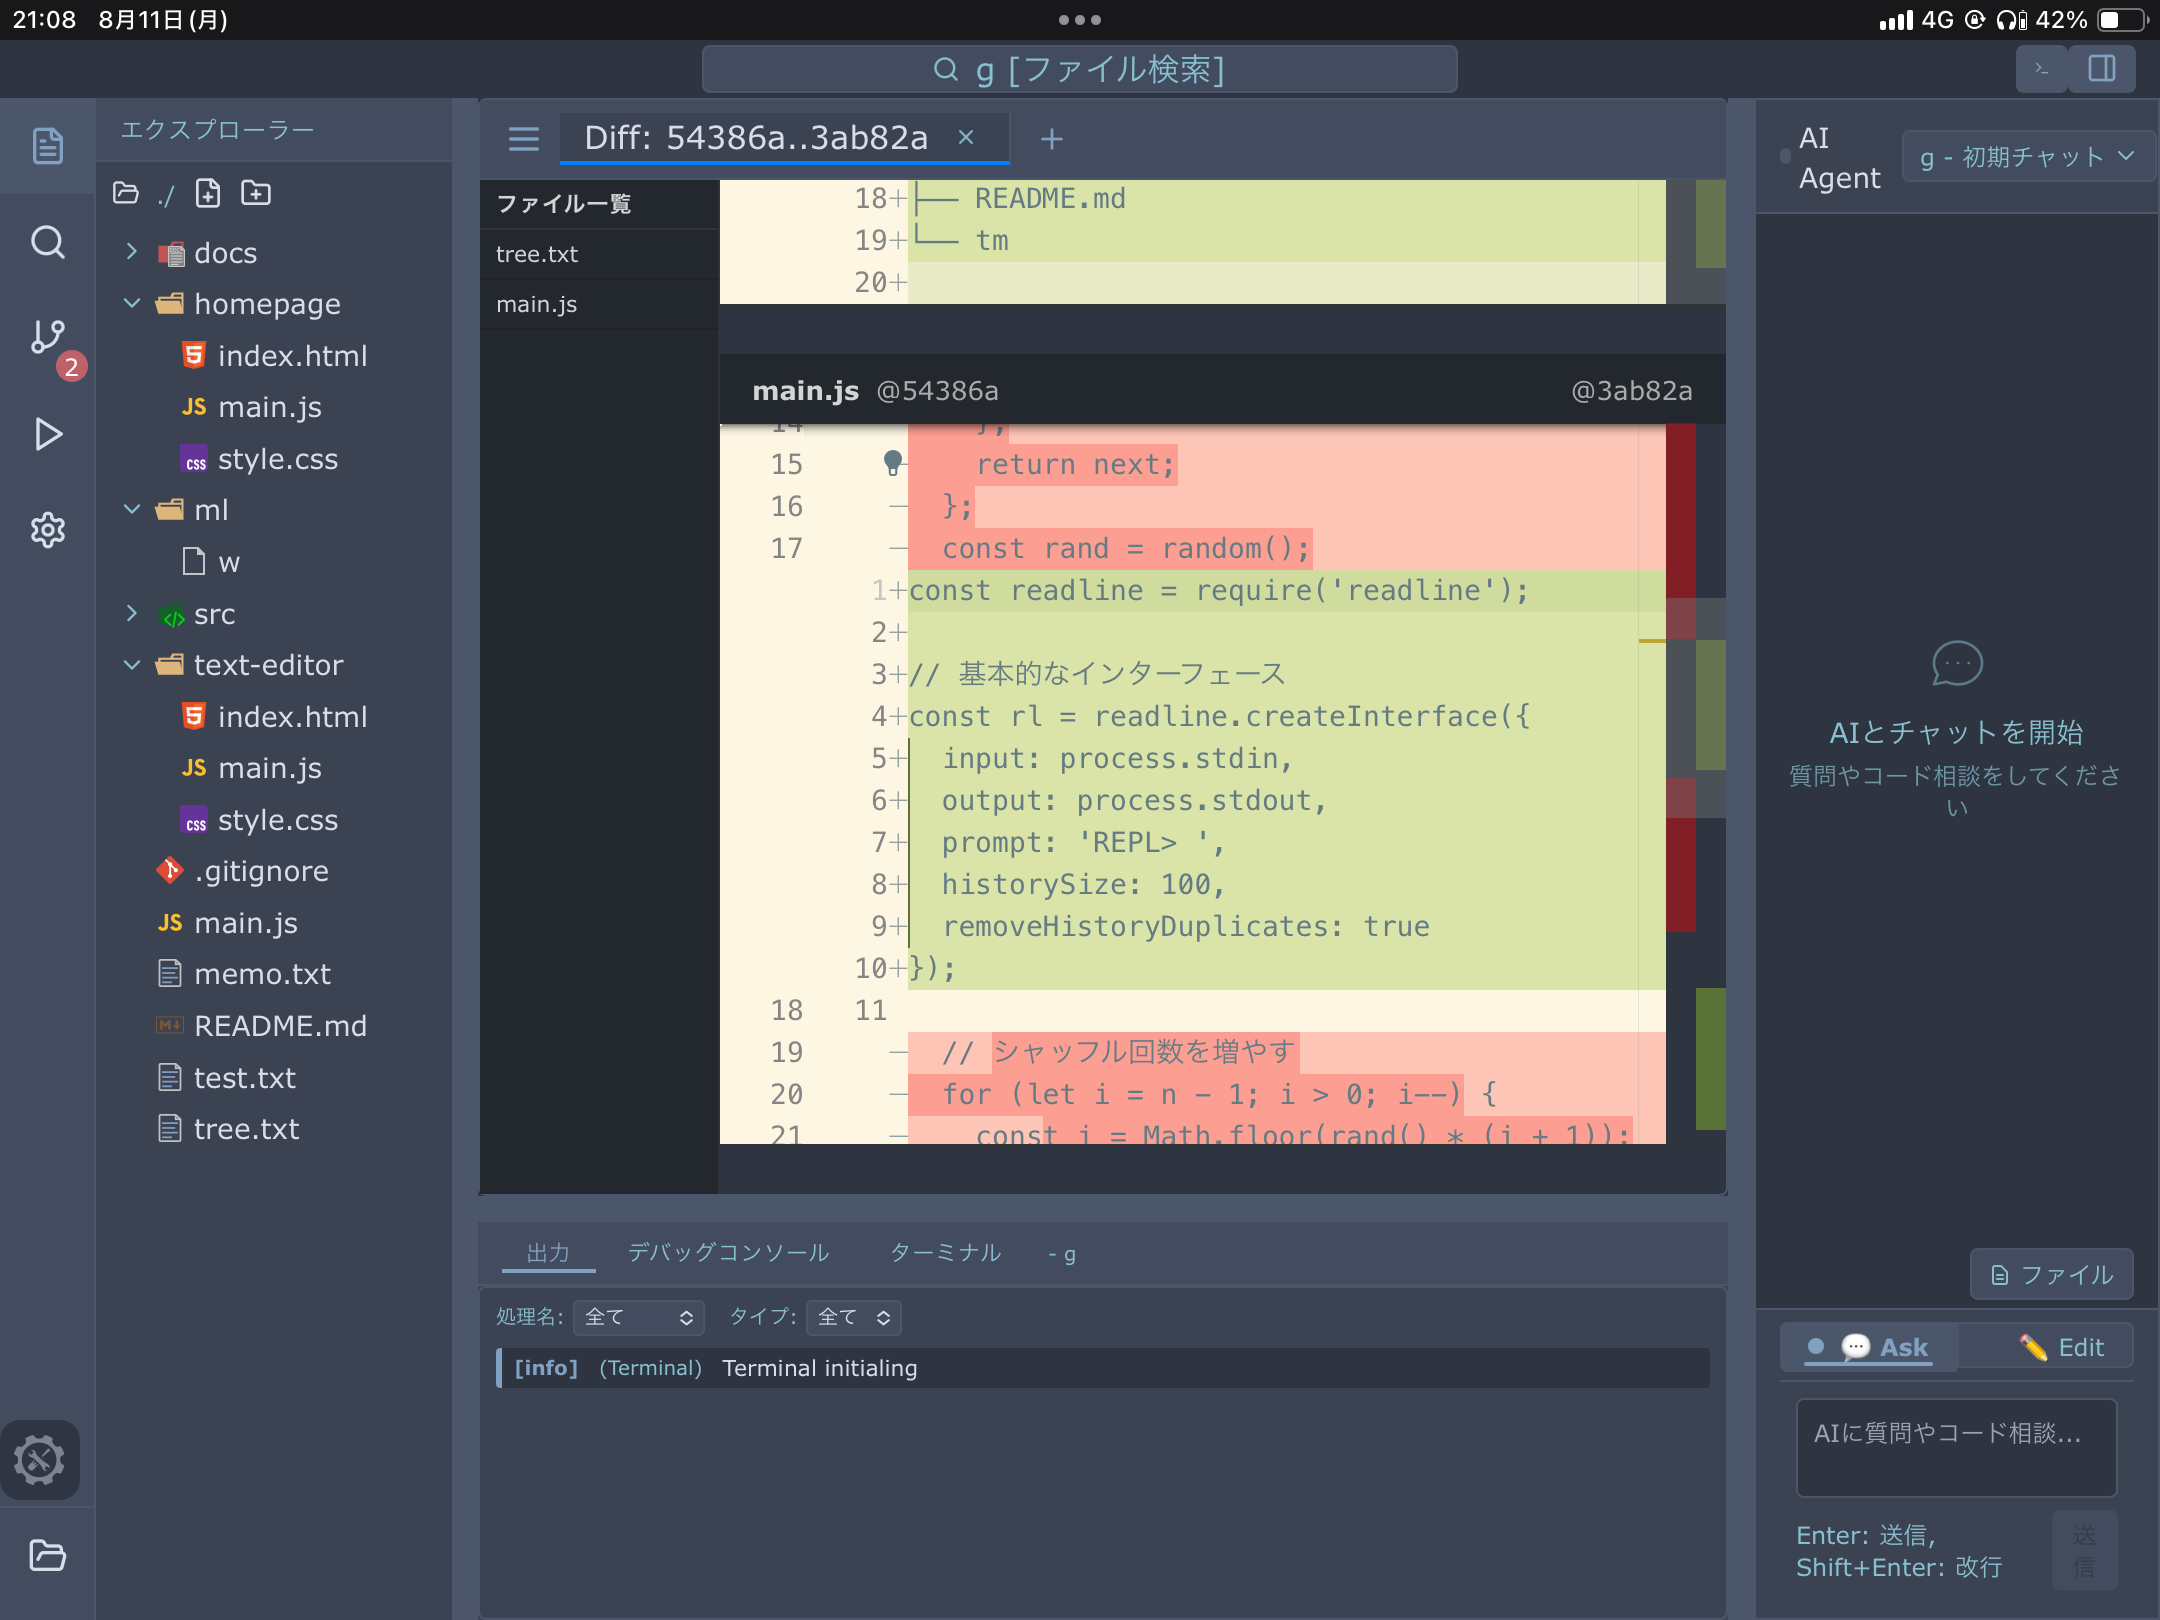 21:08 8月11日(月)
4G 42%
g [ファイル検索]
エクスプローラー
./
docs
homepage
index.html
JS main.js
css style.css
ml
w
src
text-editor
index.html
JS main.js
css style.css
.gitignore
JS main.js
memo.txt
README.md
test.txt
tree.txt
2
Diff: 54386a..3ab82a × +
ファイル一覧
tree.txt
main.js
18+├── README.md
19+└── tm
20+
main.js @54386a @3ab82a
14 };
15 return next;
16 — };
17 — const rand = random();
1+const readline = require('readline');
2+
3+// 基本的なインターフェース
4+const rl = readline.createInterface({
5+ input: process.stdin,
6+ output: process.stdout,
7+ prompt: 'REPL> ',
8+ historySize: 100,
9+ removeHistoryDuplicates: true
10+});
18 11
19 — // シャッフル回数を増やす
20 — for (let i = n - 1; i > 0; i--) {
21 — const j = Math.floor(rand() * (i + 1));
出力 デバッグコンソール ターミナル - g
処理名: 全て タイプ: 全て
[info] (Terminal) Terminal initialing
AI
Agent
g - 初期チャット
AIとチャットを開始
質問やコード相談をしてくださ
い
ファイル
Ask Edit
AIに質問やコード相談...
Enter: 送信,
Shift+Enter: 改行
送
信